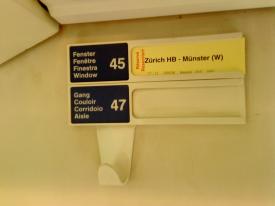 Fenster
Fenêtre
Finestra
Window
45
Zürich HB - Münster (W)
Gang
Couloir
Corridoio
Aisle
47